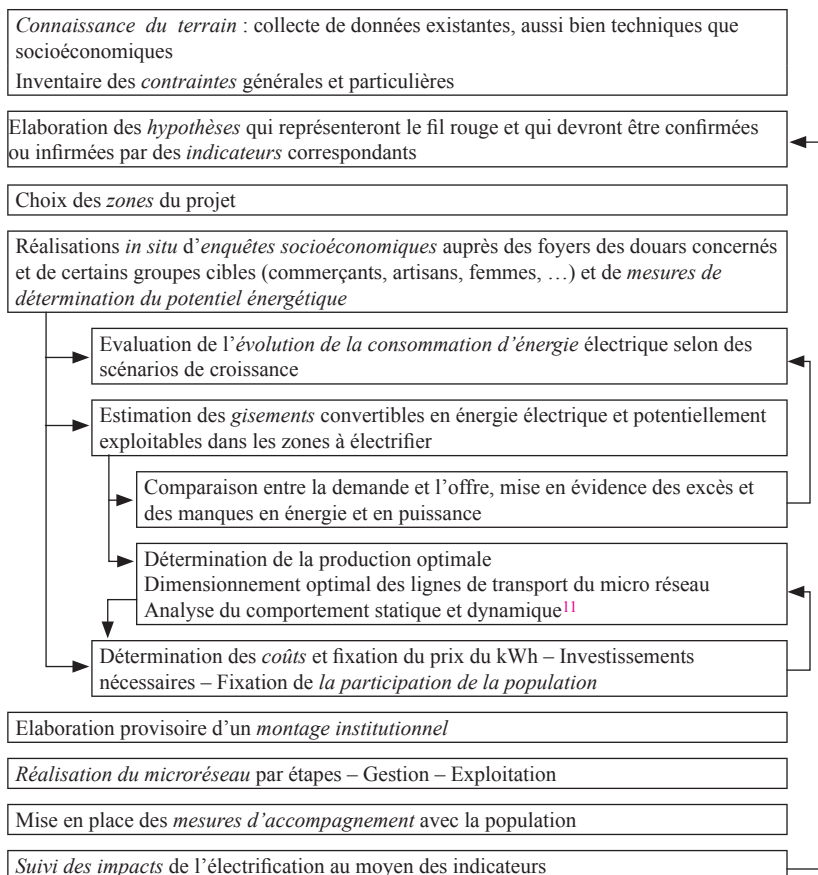 Connaissance du terrain : collecte de données existantes, aussi bien techniques que
socioéconomiques
Inventaire des contraintes générales et particulières
Elaboration des hypothèses qui représenteront le fil rouge et qui devront être confirmées
ou infirmées par des indicateurs correspondants
Choix des zones du projet
Réalisations in situ d'enquêtes socioéconomiques auprès des foyers des douars concernés
et de certains groupes cibles (commerçants, artisans, femmes, …) et de mesures de
détermination du potentiel énergétique
Evaluation de l'évolution de la consommation d'énergie électrique selon des
scénarios de croissance
Estimation des gisements convertibles en énergie électrique et potentiellement
exploitables dans les zones à électrifier
Comparaison entre la demande et l'offre, mise en évidence des excès et
des manques en énergie et en puissance
Détermination de la production optimale
Dimensionnement optimal des lignes de transport du micro réseau
Analyse du comportement statique et dynamique11
Détermination des coûts et fixation du prix du kWh – Investissements
nécessaires – Fixation de la participation de la population
Elaboration provisoire d'un montage institutionnel
Réalisation du microréseau par étapes – Gestion – Exploitation
Mise en place des mesures d'accompagnement avec la population
Suivi des impacts de l'électrification au moyen des indicateurs